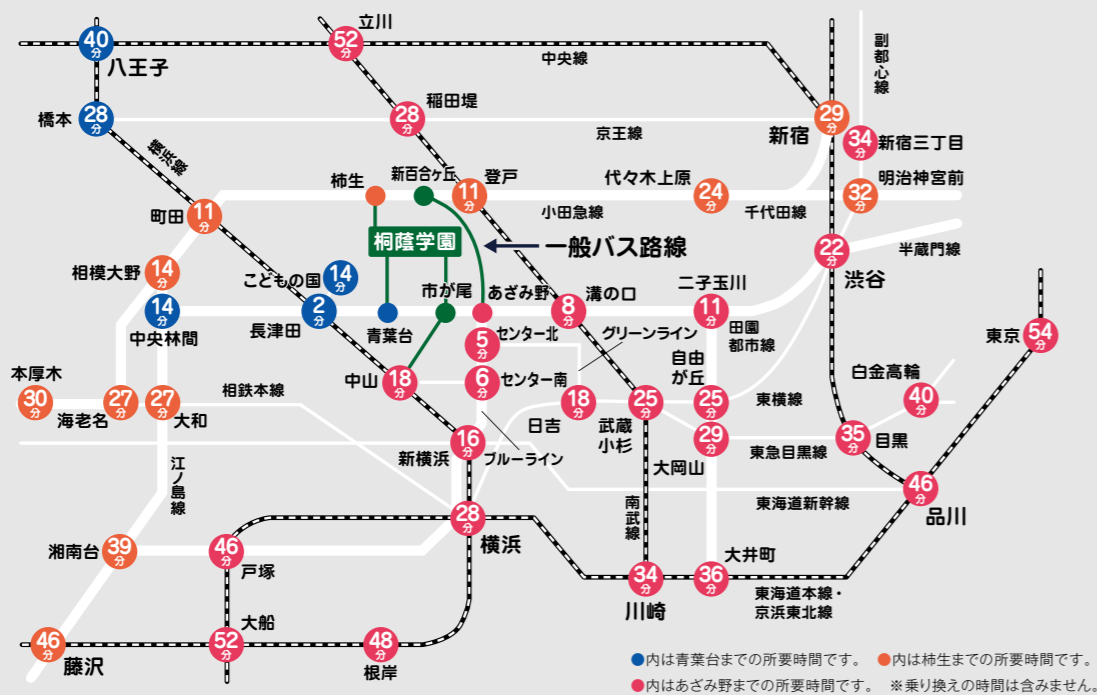 40分
八王子
52分
立川
中央線
副都心線
28分
橋本
28分
稲田堤
京王線
29分
新宿
34分
新宿三丁目
横浜線
柿生
新百合ヶ丘
11分
登戸
小田急線
代々木上原
24分
千代田線
32分
明治神宮前
11分
町田
桐蔭学園
一般バス路線
22分
渋谷
半蔵門線
相模大野
14分
こどもの国
14分
14分
中央林間
2分
長津田
青葉台
市が尾
あざみ野
8分
溝の口
二子玉川
11分
田園
都市線
東京
54分
5分
センター北
グリーンライン
18分
中山
6分
センター南
自由
が丘
25分
東横線
本厚木
30分
27分
海老名
27分
大和
相鉄本線
18分
日吉
25分
武蔵
小杉
白金高輪
40分
29分
大岡山
東急目黒線
35分
目黒
16分
新横浜
ブルーライン
江ノ島線
南武線
東海道新幹線
46分
品川
28分
横浜
39分
湘南台
46分
戸塚
34分
川崎
大井町
36分
東海道本線・
京浜東北線
46分
藤沢
大船
52分
48分
根岸
●内は青葉台までの所要時間です。 ●内は柿生までの所要時間です。
●内はあざみ野までの所要時間です。 ※乗り換えの時間は含みません。